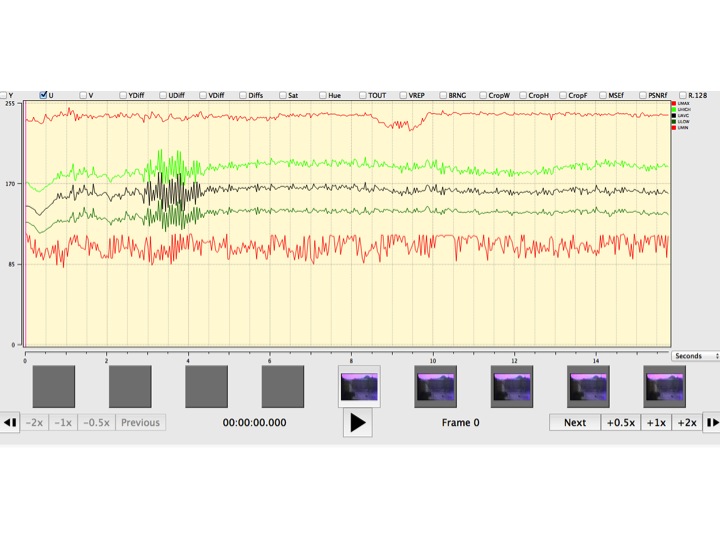 Y U V YDiff UDiff VDiff Diffs Sat Hue TOUT VREP BRNG CropW CropH CropF MSEf PSNRf R.128
255
UMAX
UHIGH
UAVG
ULOW
UMIN
170
85
0
0 2 4 6 8 10 12 14
Seconds
-2x -1x -0.5x Previous 00:00:00.000 Frame 0 Next +0.5x +1x +2x